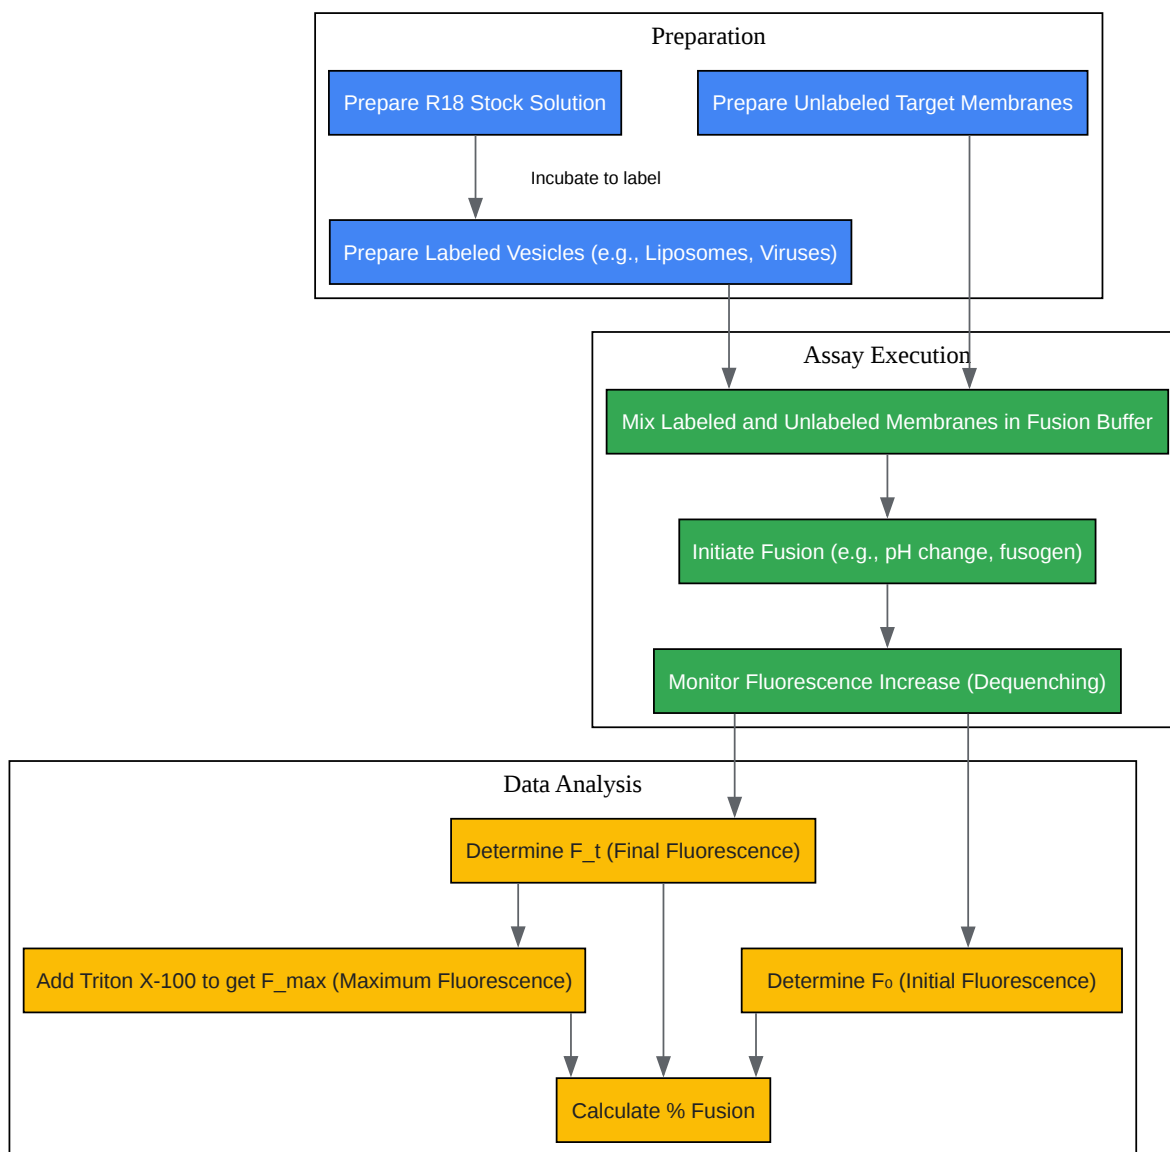 Preparation
Prepare R18 Stock Solution
Prepare Unlabeled Target Membranes
Incubate to label
Prepare Labeled Vesicles (e.g., Liposomes, Viruses)
Assay Execution
Mix Labeled and Unlabeled Membranes in Fusion Buffer
Initiate Fusion (e.g., pH change, fusogen)
Monitor Fluorescence Increase (Dequenching)
Data Analysis
Determine F_t (Final Fluorescence)
Add Triton X-100 to get F_max (Maximum Fluorescence)
Determine F₀ (Initial Fluorescence)
Calculate % Fusion